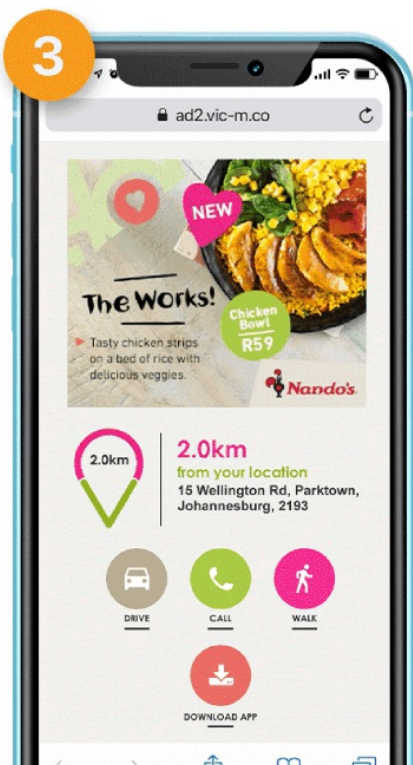 3
ad2.vic-m.co
NEW
The Works!
Chicken
Bowl
R59
Tasty chicken strips
on a bed of rice with
delicious veggies.
Nando's
2.0km
2.0km
from your location
15 Wellington Rd, Parktown,
Johannesburg, 2193
DRIVE
CALL
WALK
DOWNLOAD APP